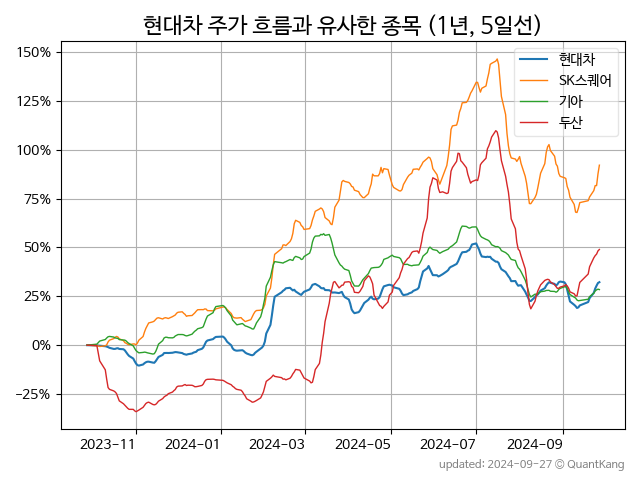 현대차 주가 흐름과 유사한 종목 (1년, 5일선)
150%
125%
100%
75%
50%
25%
0%
−25%
현대차
SK스퀘어
기아
두산
2023-11
2024-01
2024-03
2024-05
2024-07
2024-09
updated: 2024-09-27 © QuantKang